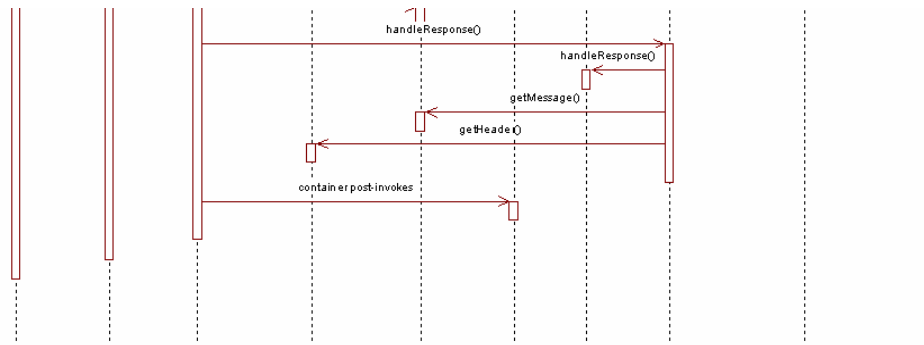 handleResponse()
handleResponse()
getMessage()
getHeader()
container post-invokes